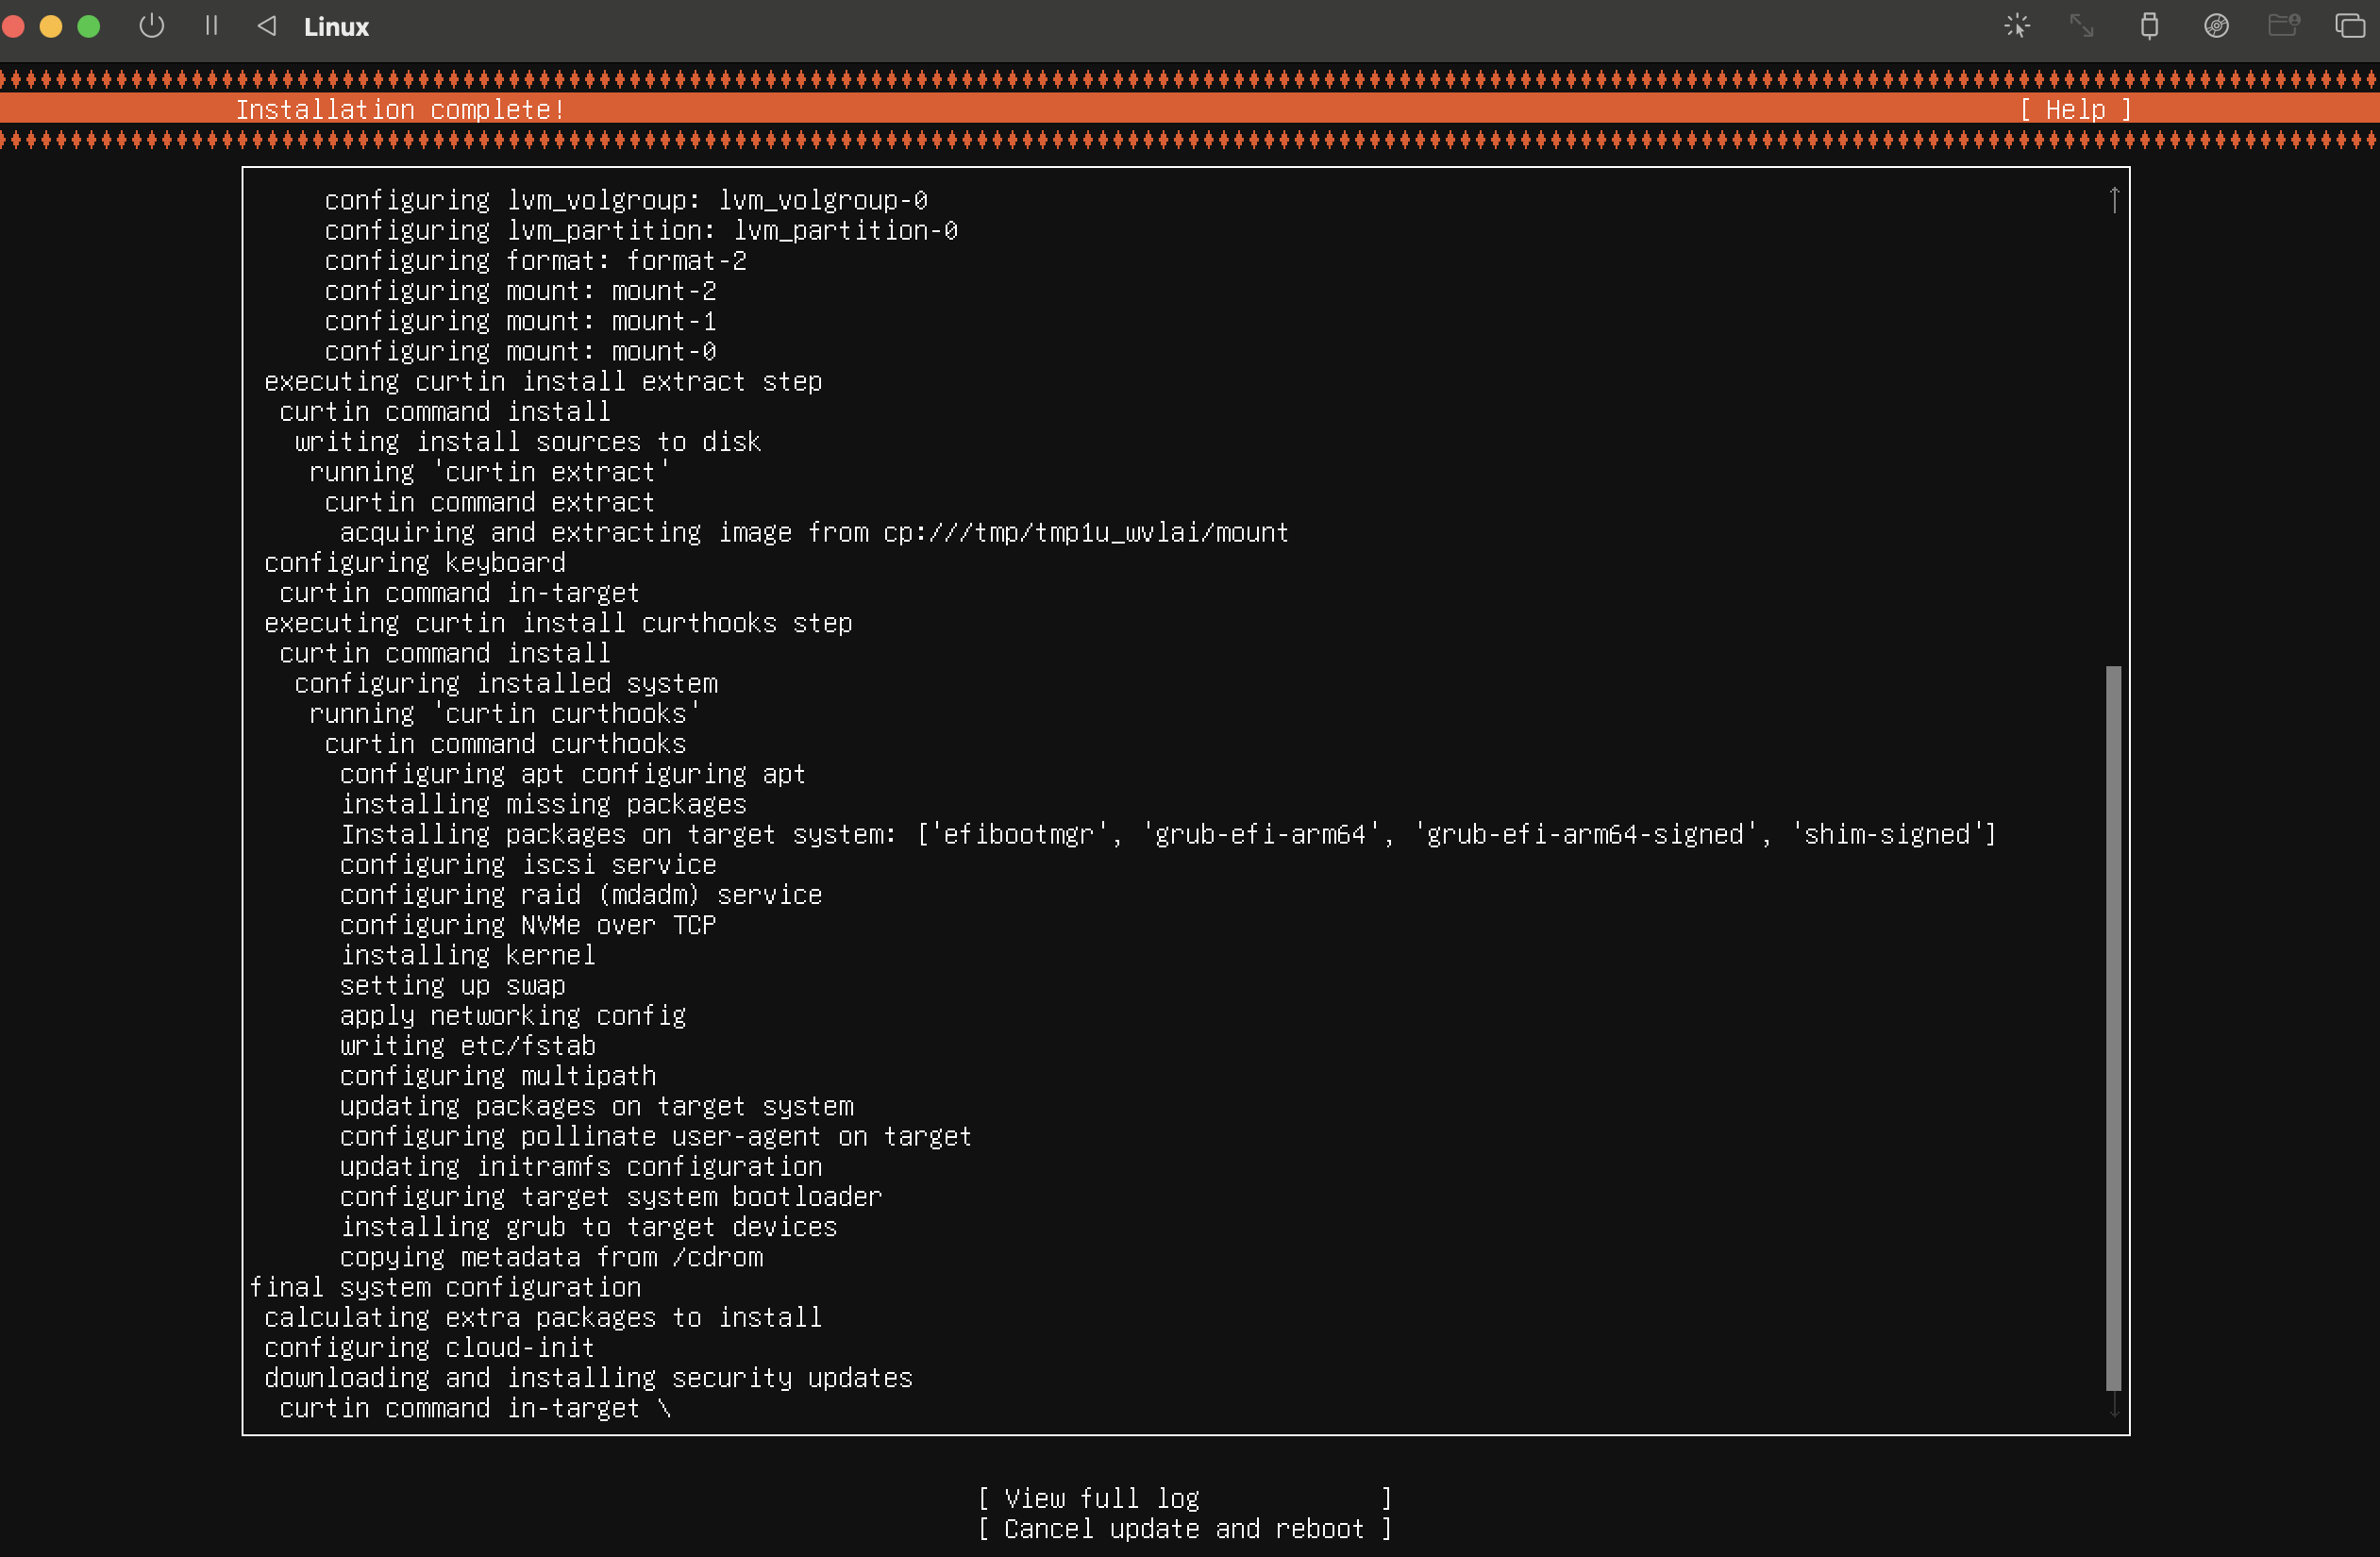 Linux
Installation complete! [ Help ]
configuring lvm_volgroup: lvm_volgroup-0
configuring lvm_partition: lvm_partition-0
configuring format: format-2
configuring mount: mount-2
configuring mount: mount-1
configuring mount: mount-0
executing curtin install extract step
curtin command install
writing install sources to disk
running 'curtin extract'
curtin command extract
acquiring and extracting image from cp:///tmp/tmp1u_wvlai/mount
configuring keyboard
curtin command in-target
executing curtin install curthooks step
curtin command install
configuring installed system
running 'curtin curthooks'
curtin command curthooks
configuring apt configuring apt
installing missing packages
Installing packages on target system: ['efibootmgr', 'grub-efi-arm64', 'grub-efi-arm64-signed', 'shim-signed']
configuring iscsi service
configuring raid (mdadm) service
configuring NVMe over TCP
installing kernel
setting up swap
apply networking config
writing etc/fstab
configuring multipath
updating packages on target system
configuring pollinate user-agent on target
updating initramfs configuration
configuring target system bootloader
installing grub to target devices
copying metadata from /cdrom
final system configuration
calculating extra packages to install
configuring cloud-init
downloading and installing security updates
curtin command in-target \
[ View full log ]
[ Cancel update and reboot ]